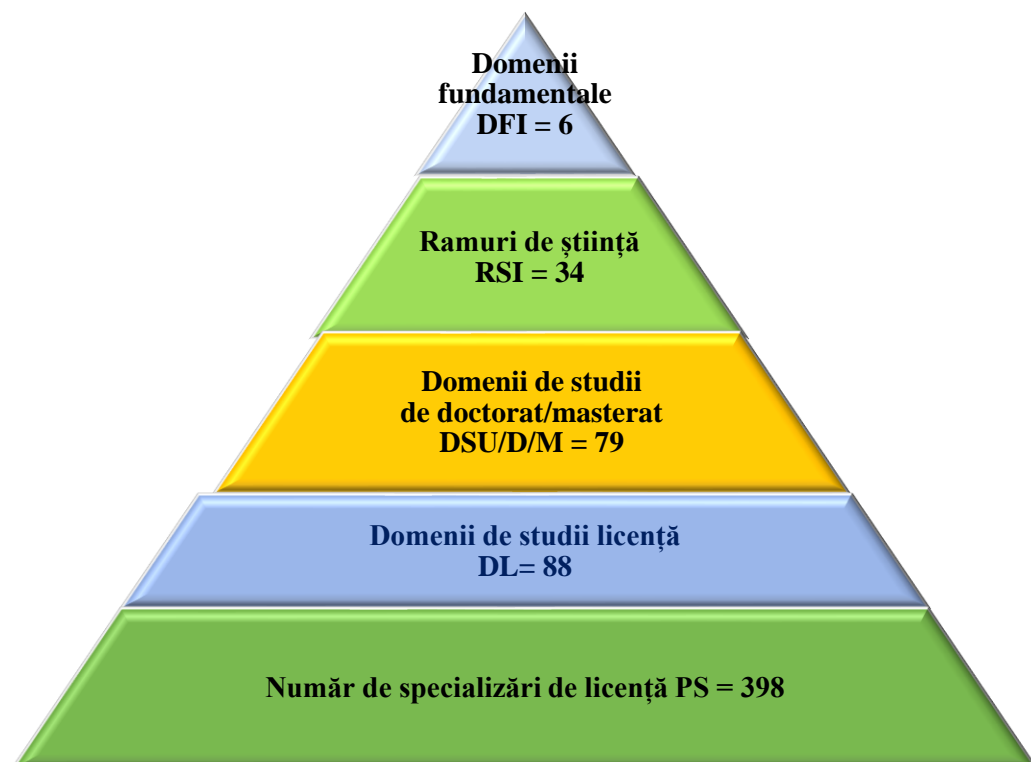 Domenii
fundamentale
DFI = 6
Ramuri de știință
RSI = 34
Domenii de studii
de doctorat/masterat
DSU/D/M = 79
Domenii de studii licență
DL= 88
Număr de specializări de licență PS = 398